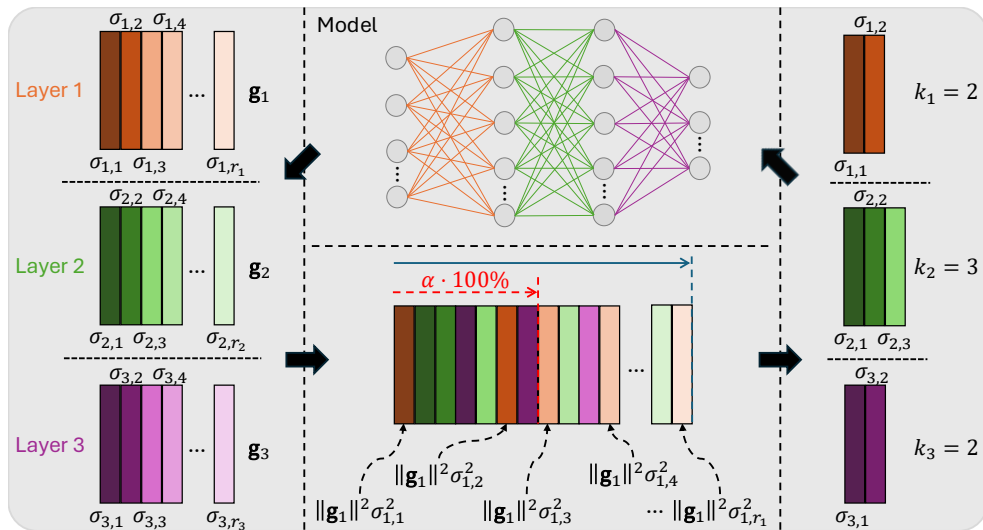 σ1,2 σ1,4
Layer 1
...
g1
σ1,1 σ1,3 σ1,r1
σ2,2 σ2,4
Layer 2
...
g2
σ2,1 σ2,3 σ2,r2
σ3,2 σ3,4
Layer 3
...
g3
σ3,1 σ3,3 σ3,r3
Model
α · 100%
...
‖g1‖²σ²1,2 ‖g1‖²σ²1,4
‖g1‖²σ²1,1 ‖g1‖²σ²1,3 ... ‖g1‖²σ²1,r1
σ1,2
k1 = 2
σ1,1
σ2,2
k2 = 3
σ2,1 σ2,3
σ3,2
k3 = 2
σ3,1